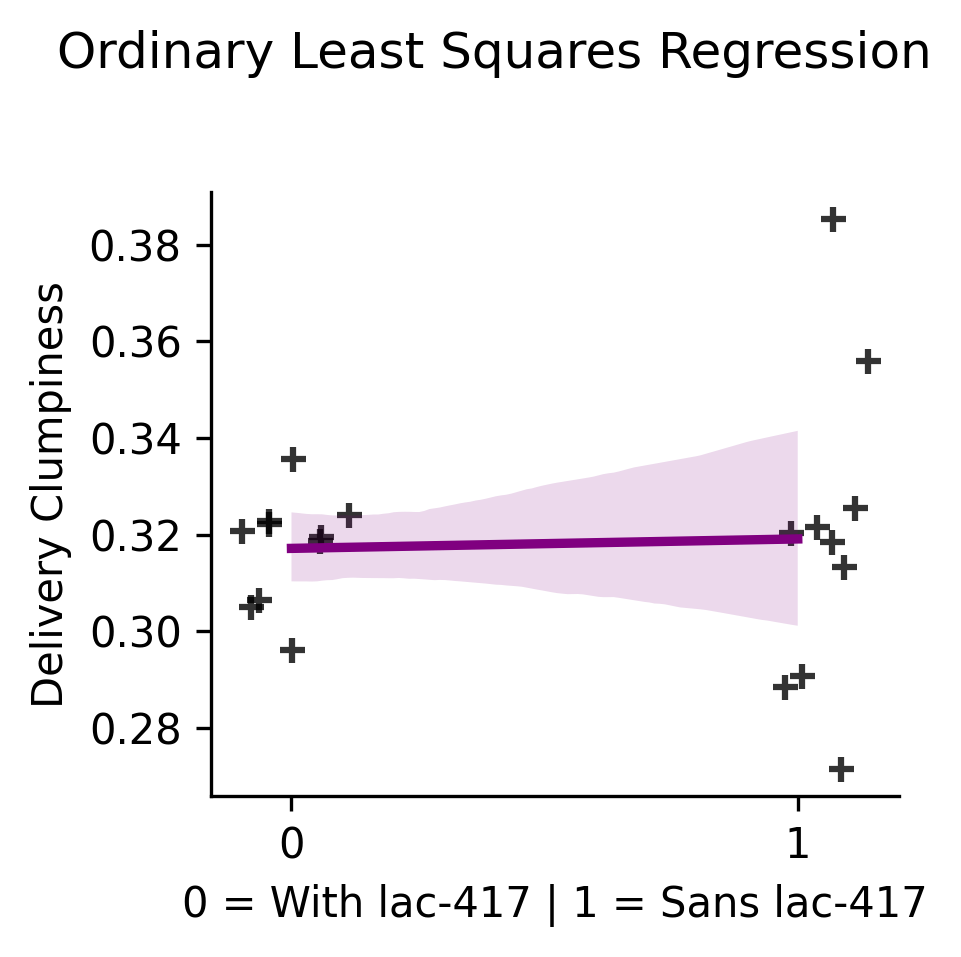 Ordinary Least Squares Regression
Delivery Clumpiness
0.38
0.36
0.34
0.32
0.30
0.28
0
1
0 = With lac-417 | 1 = Sans lac-417